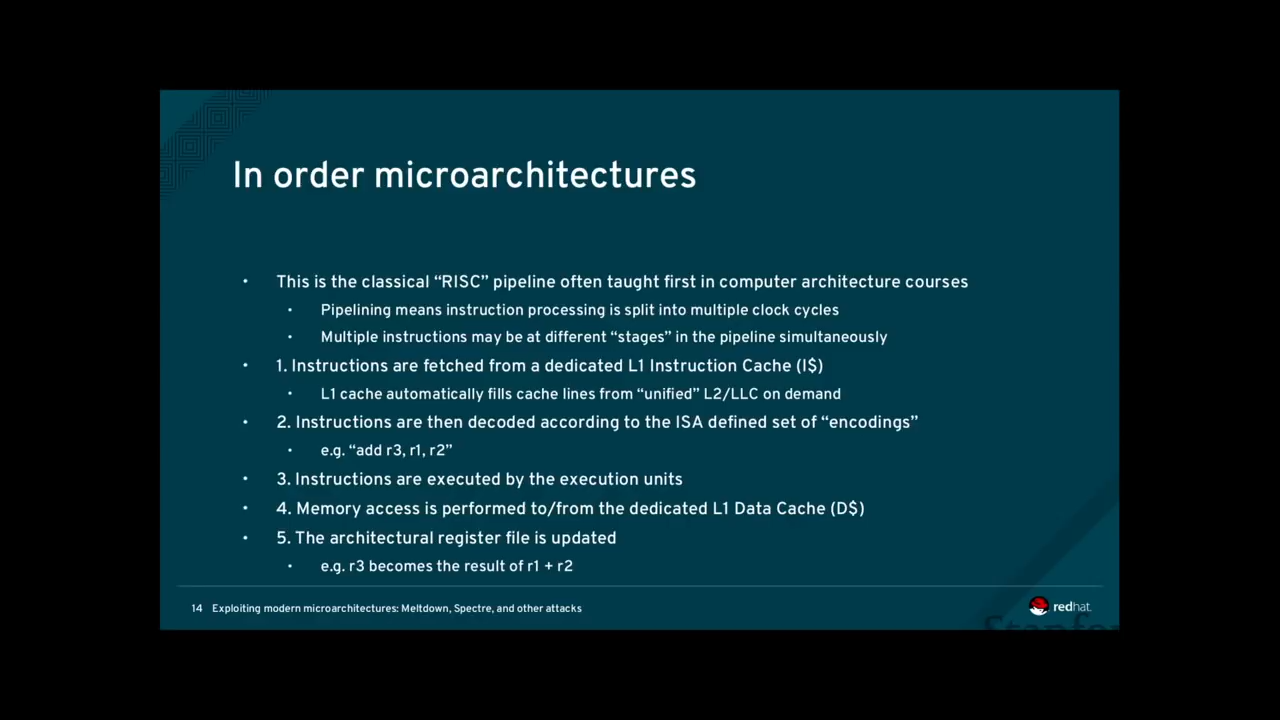 In order microarchitectures
• This is the classical “RISC” pipeline often taught first in computer architecture courses
• Pipelining means instruction processing is split into multiple clock cycles
• Multiple instructions may be at different “stages” in the pipeline simultaneously
• 1. Instructions are fetched from a dedicated L1 Instruction Cache (I$)
• L1 cache automatically fills cache lines from “unified” L2/LLC on demand
• 2. Instructions are then decoded according to the ISA defined set of “encodings”
• e.g. “add r3, r1, r2”
• 3. Instructions are executed by the execution units
• 4. Memory access is performed to/from the dedicated L1 Data Cache (D$)
• 5. The architectural register file is updated
• e.g. r3 becomes the result of r1 + r2
14 Exploiting modern microarchitectures: Meltdown, Spectre, and other attacks
redhat.